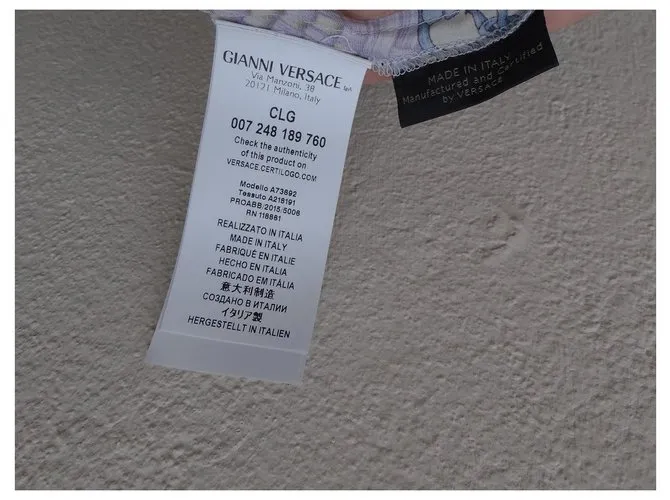 GIANNI VERSACE SpA
Via Manzoni, 38
20121 Milano, Italy
CLG
007 248 189 760
Check the authenticity
of this product on
VERSACE.CERTILOGO.COM
Modello A73692
Tessuto A218191
PROABB/2015/5006
RN 118861
REALIZZATO IN ITALIA
MADE IN ITALY
FABRIQUÉ EN ITALIE
HECHO EN ITALIA
FABRICADO EM ITÁLIA
意大利制造
СОЗДАНО В ИТАЛИИ
イタリア製
HERGESTELLT IN ITALIEN
MADE IN ITALY
Manufactured and Certified
by VERSACE